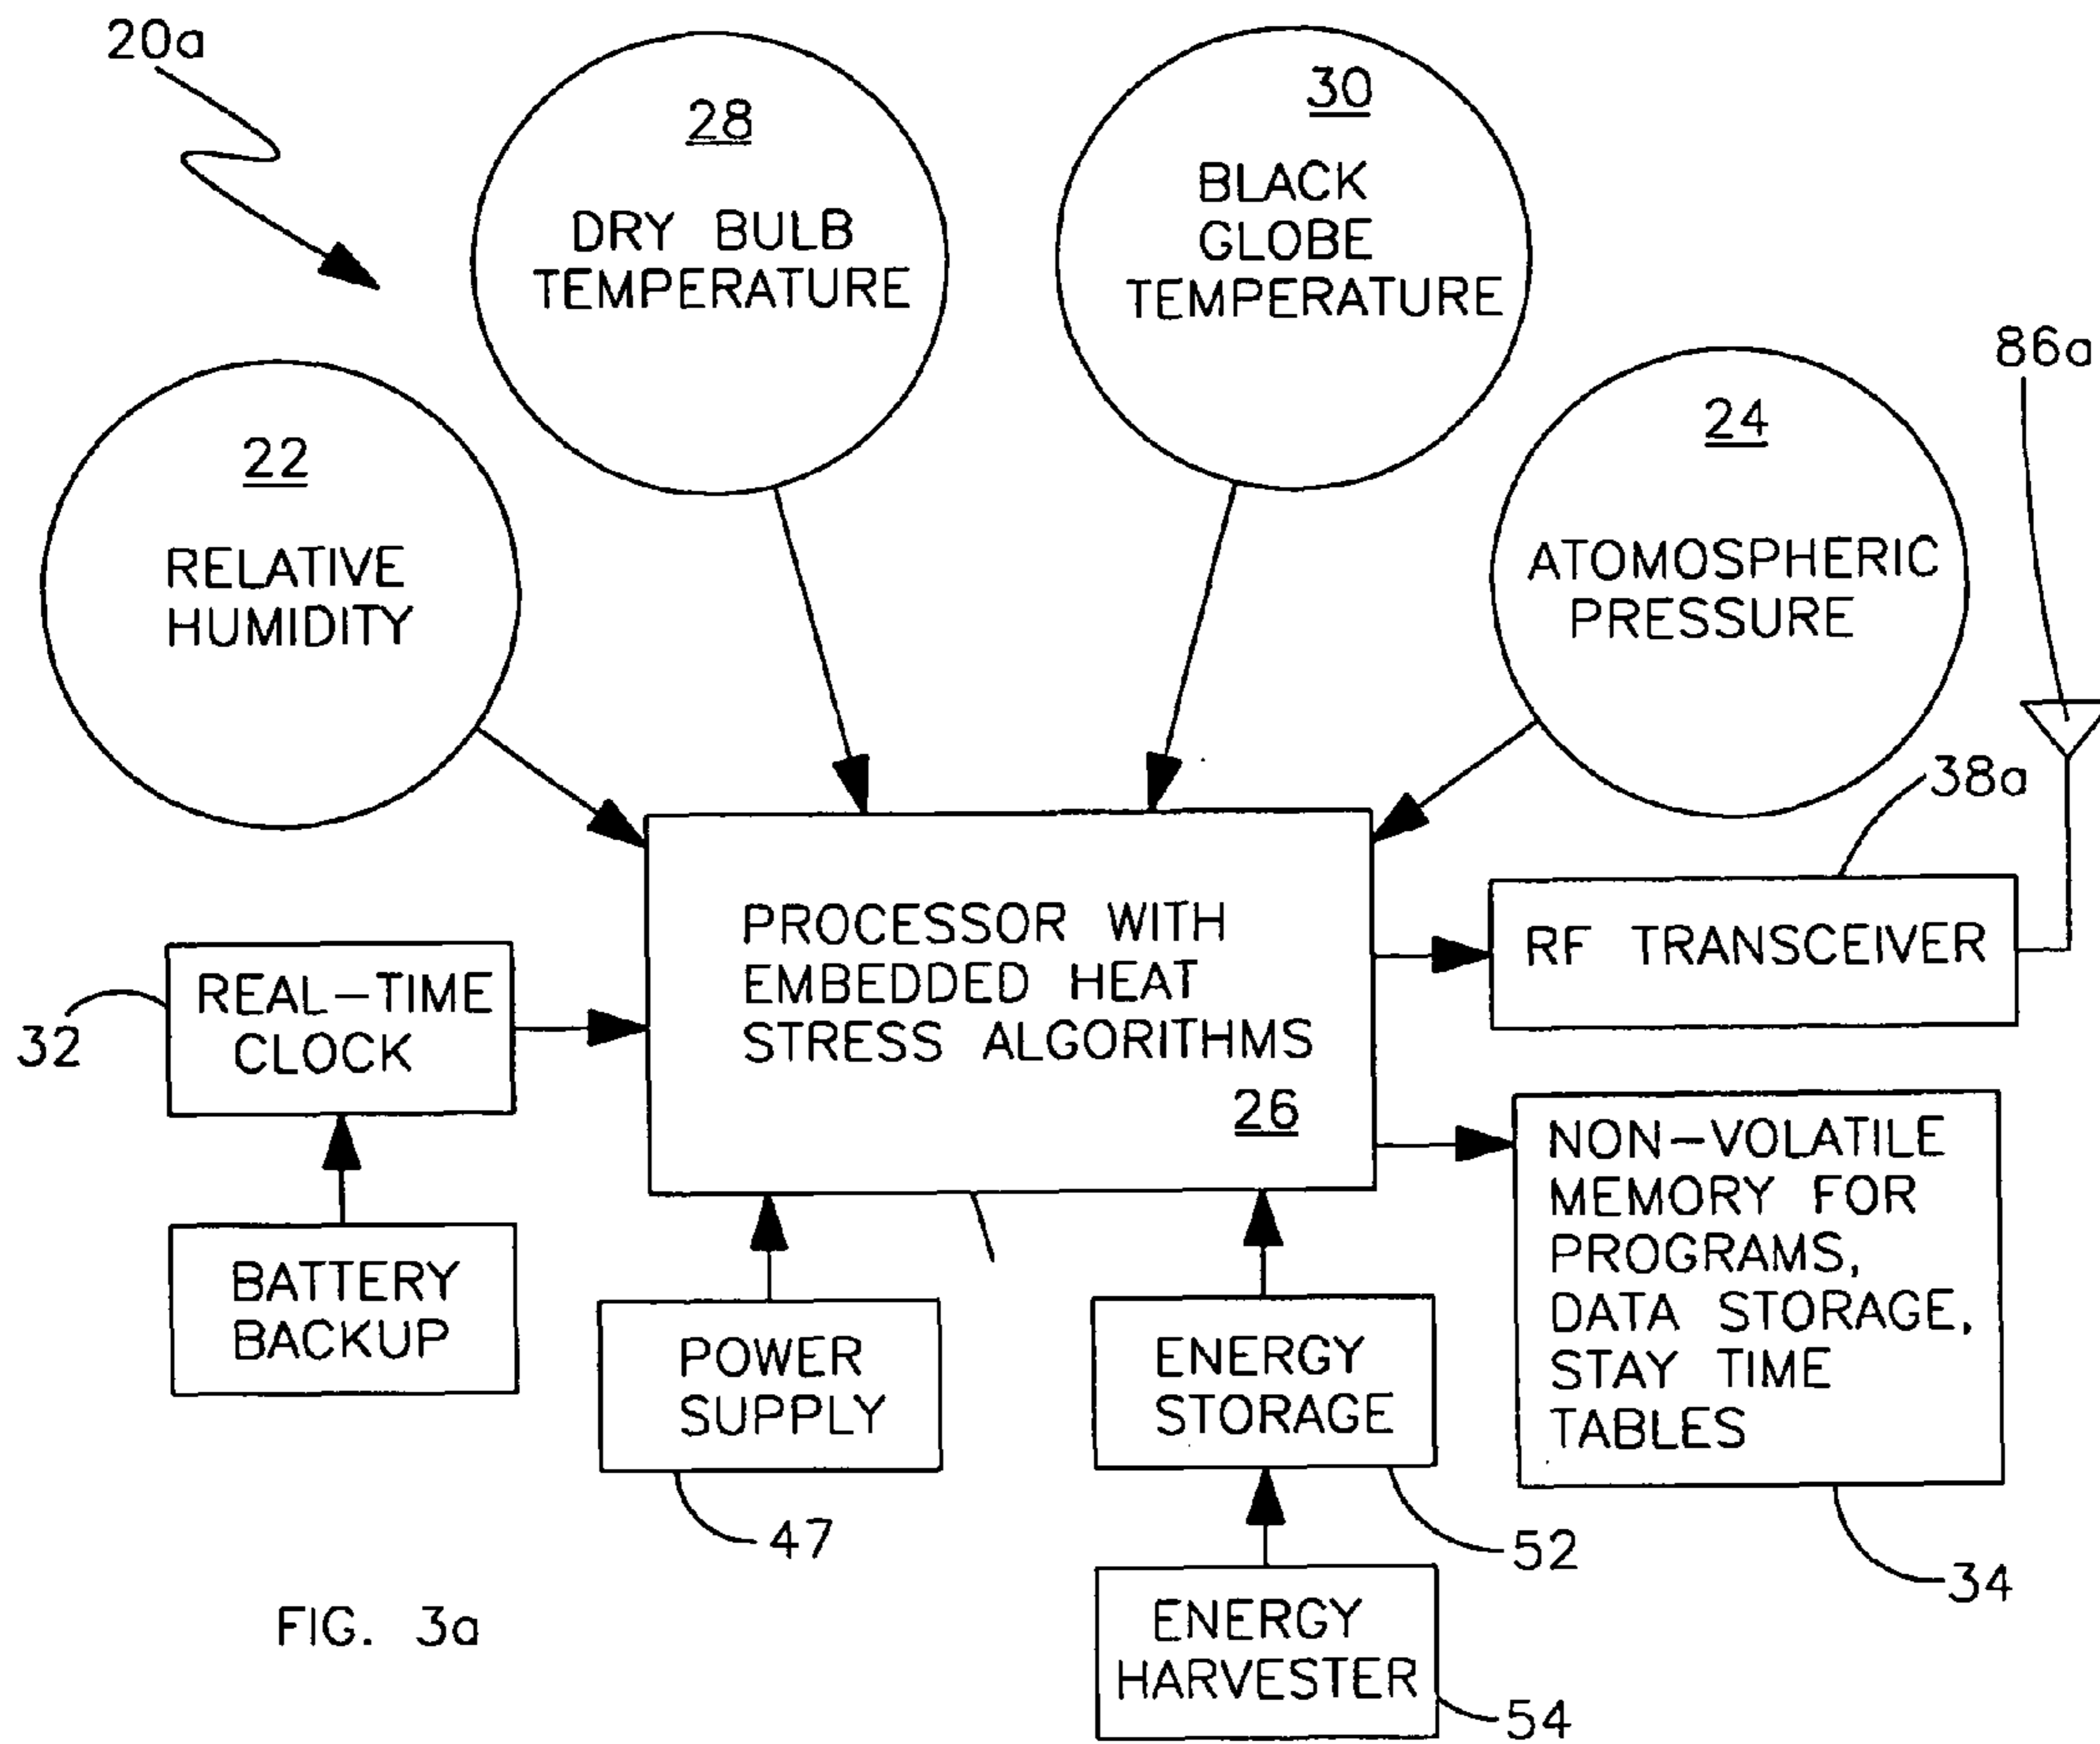 20a
28
DRY BULB
TEMPERATURE
30
BLACK
GLOBE
TEMPERATURE
86a
22
RELATIVE
HUMIDITY
24
ATOMOSPHERIC
PRESSURE
38a
PROCESSOR WITH
EMBEDDED HEAT
STRESS ALGORITHMS
26
RF TRANSCEIVER
REAL-TIME
CLOCK
32
BATTERY
BACKUP
POWER
SUPPLY
47
ENERGY
STORAGE
52
NON-VOLATILE
MEMORY FOR
PROGRAMS,
DATA STORAGE,
STAY TIME
TABLES
34
ENERGY
HARVESTER
54
FIG. 3a